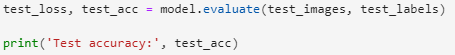 test_loss, test_acc = model.evaluate(test_images, test_labels)
print('Test accuracy:', test_acc)